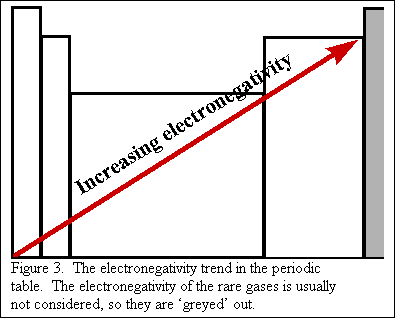 Increasing electronegativity
Figure 3.  The electronegativity trend in the periodic
table.  The electronegativity of the rare gases is usually
not considered, so they are ‘greyed’ out.